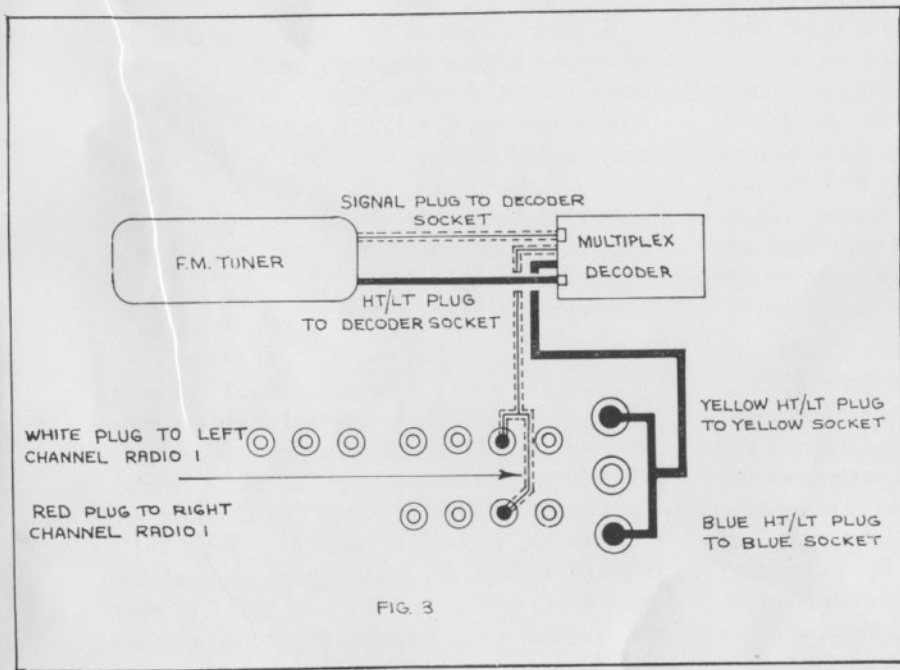 SIGNAL PLUG TO DECODER
SOCKET
F.M. TUNER
MULTIPLEX
DECODER
HT/LT PLUG
TO DECODER SOCKET
WHITE PLUG TO LEFT
CHANNEL RADIO 1
RED PLUG TO RIGHT
CHANNEL RADIO 1
YELLOW HT/LT PLUG
TO YELLOW SOCKET
BLUE HT/LT PLUG
TO BLUE SOCKET
FIG. 3